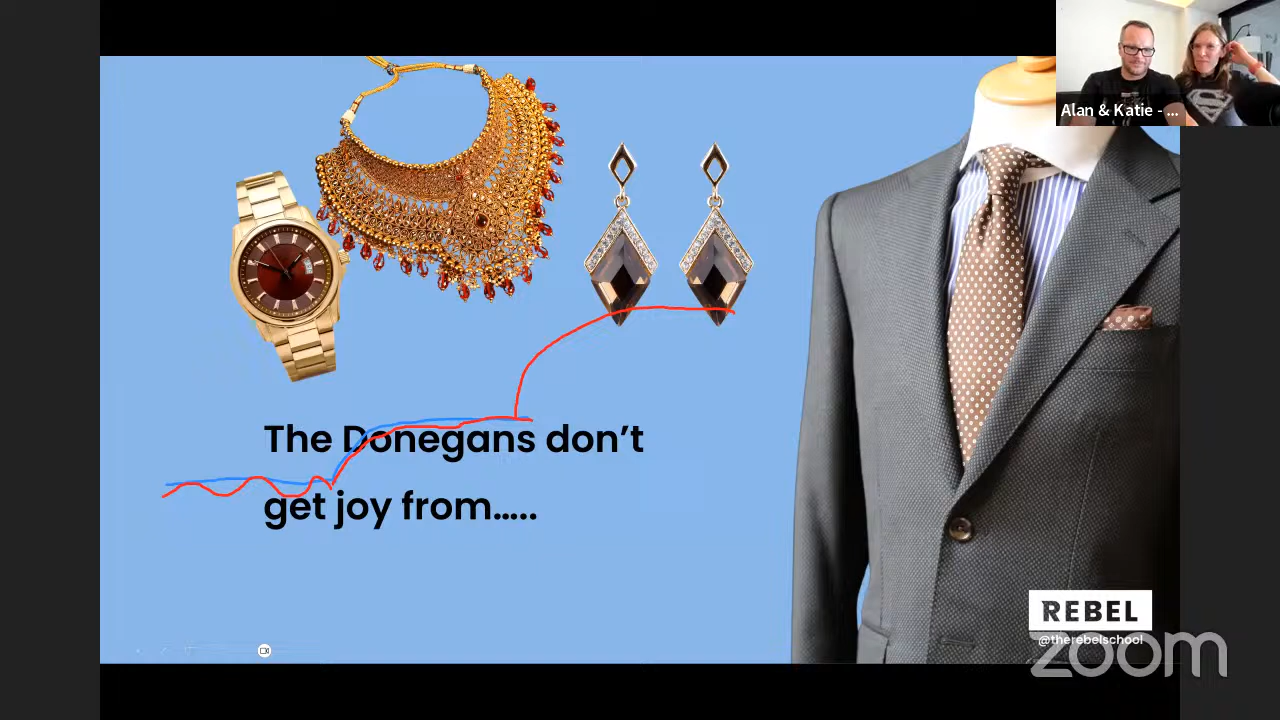 Alan & Katie - ...
The Donegans don’t
get joy from.....
REBEL
@therebelschool
zoom